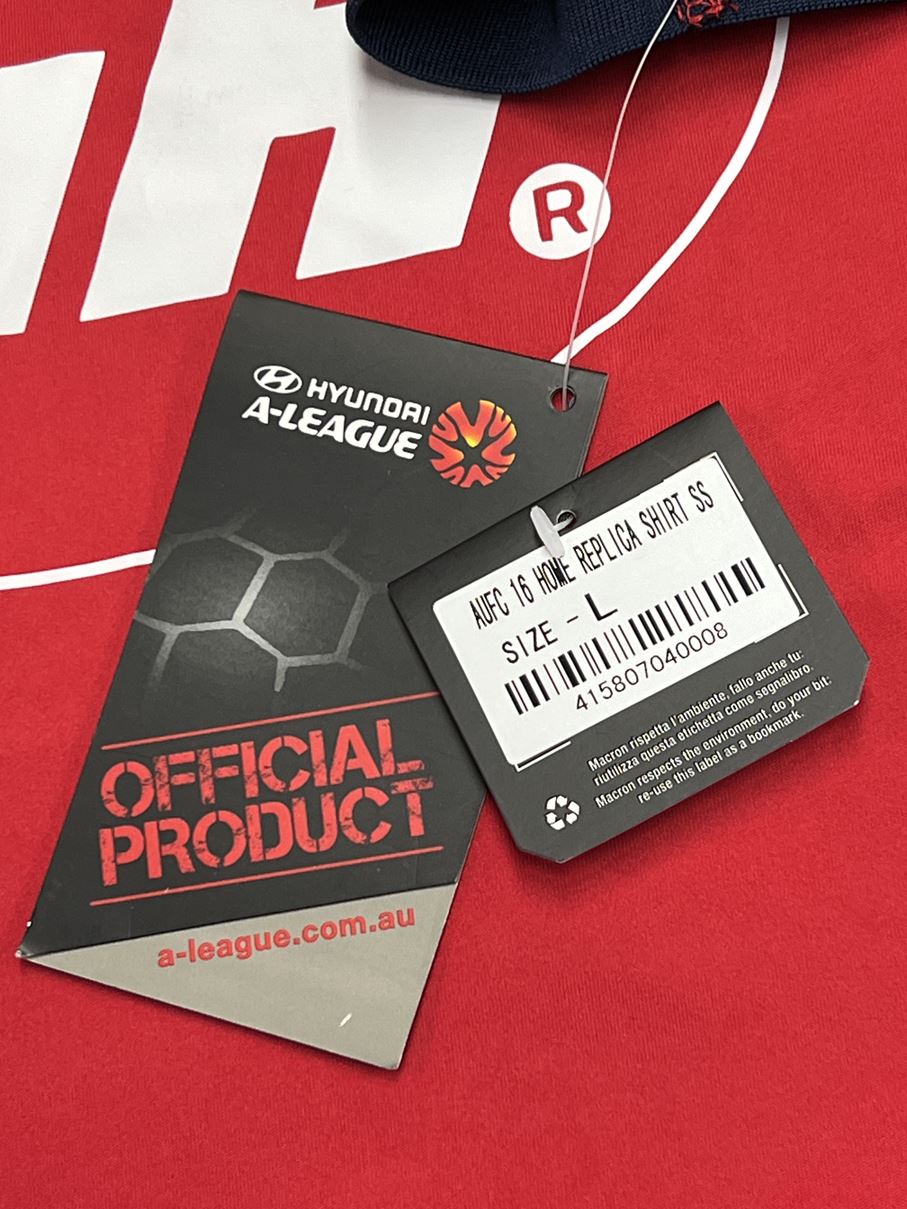 R
HYUNDAI
A-LEAGUE
AUFC 16 HOME REPLICA SHIRT SS
SIZE - L
415807040008
Macron rispetta l'ambiente, fallo anche tu:
riutilizza questa etichetta come segnalibro.
Macron respects the environment, do your bit:
re-use this label as a bookmark.
OFFICIAL
PRODUCT
a-league.com.au